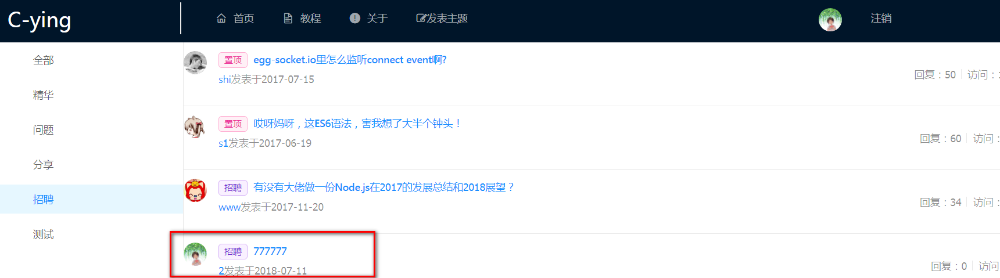 C-ying 首页 教程 关于 发表主题 注销
全部
精华
问题
分享
招聘
测试
置顶 egg-socket.io里怎么监听connect event啊?
shi发表于2017-07-15
回复：50 访问：
置顶 哎呀妈呀，这ES6语法，害我想了大半个钟头！
s1发表于2017-06-19
回复：60 访问：
招聘 有没有大佬做一份Node.js在2017的发展总结和2018展望？
www发表于2017-11-20
回复：34 访问：
招聘 777777
2发表于2018-07-11
回复：0 访问